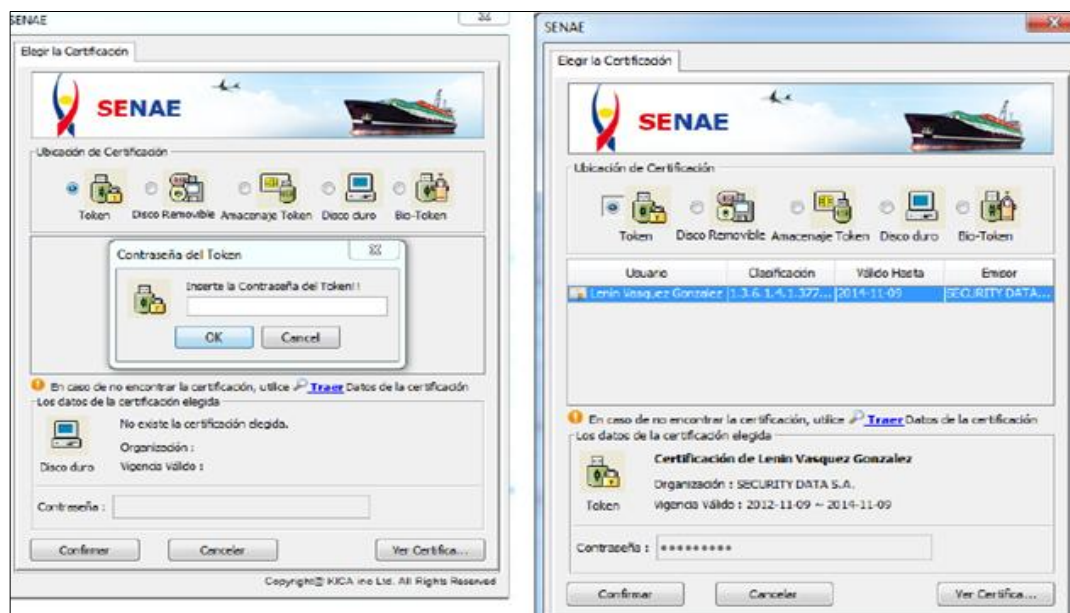 SENAE
Elegir la Certificación
SENAE
Ubicación de Certificación
Token Disco Removible Amacenaje Token Disco duro Bio-Token
Contraseña del Token
Inserte la Contraseña del Token!!
OK Cancel
En caso de no encontrar la certificación, utilice Traer Datos de la certificación
Los datos de la certificación elegida
No existe la certificación elegida.
Organización :
Disco duro Vigencia Válido :
Contraseña :
Confirmar Cancelar Ver Certifica...
Copyright© KICA inc Ltd. All Rights Reserved
SENAE
Elegir la Certificación
SENAE
Ubicación de Certificación
Token Disco Removible Amacenaje Token Disco duro Bio-Token
Usuario Clasificación Válido Hasta Emisor
Lenin Vasquez Gonzalez 1.3.6.1.4.1.377... 2014-11-09 SECURITY DATA...
En caso de no encontrar la certificación, utilice Traer Datos de la certificación
Los datos de la certificación elegida
Certificación de Lenin Vasquez Gonzalez
Organización : SECURITY DATA S.A.
Token Vigencia Válido : 2012-11-09 ~ 2014-11-09
Contraseña : •••••••••
Confirmar Cancelar Ver Certifica...